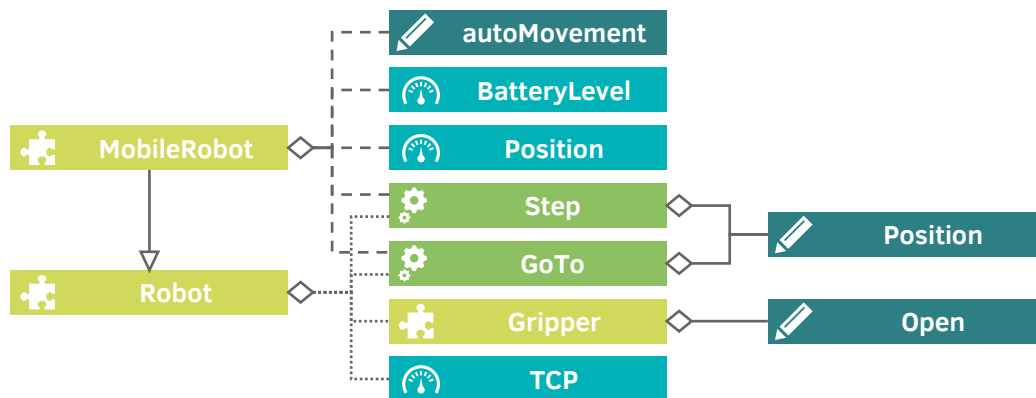 autoMovement
BatteryLevel
MobileRobot
Position
Step
Position
GoTo
Robot
Gripper
Open
TCP